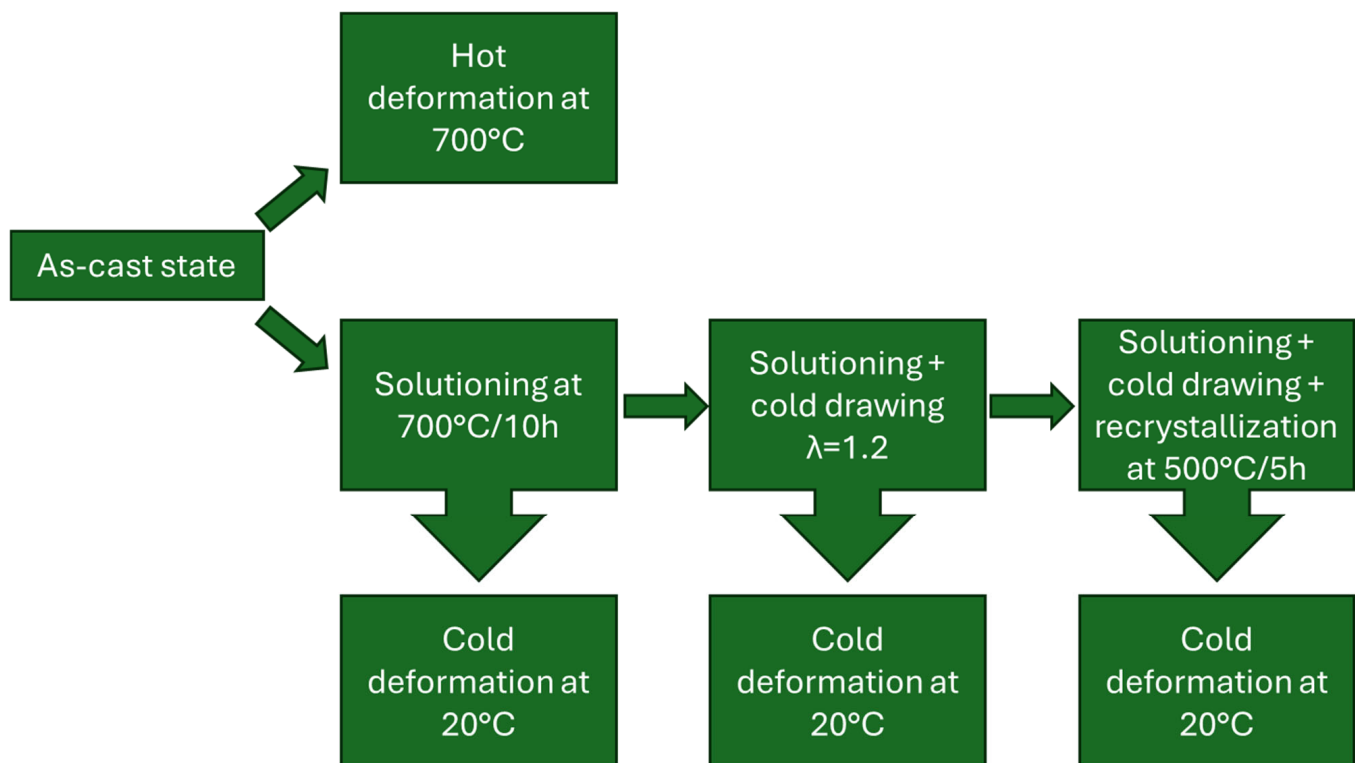 Hot
deformation at
700°C
As-cast state
Solutioning at
700°C/10h
Solutioning +
cold drawing
λ=1.2
Solutioning +
cold drawing +
recrystallization
at 500°C/5h
Cold
deformation at
20°C
Cold
deformation at
20°C
Cold
deformation at
20°C